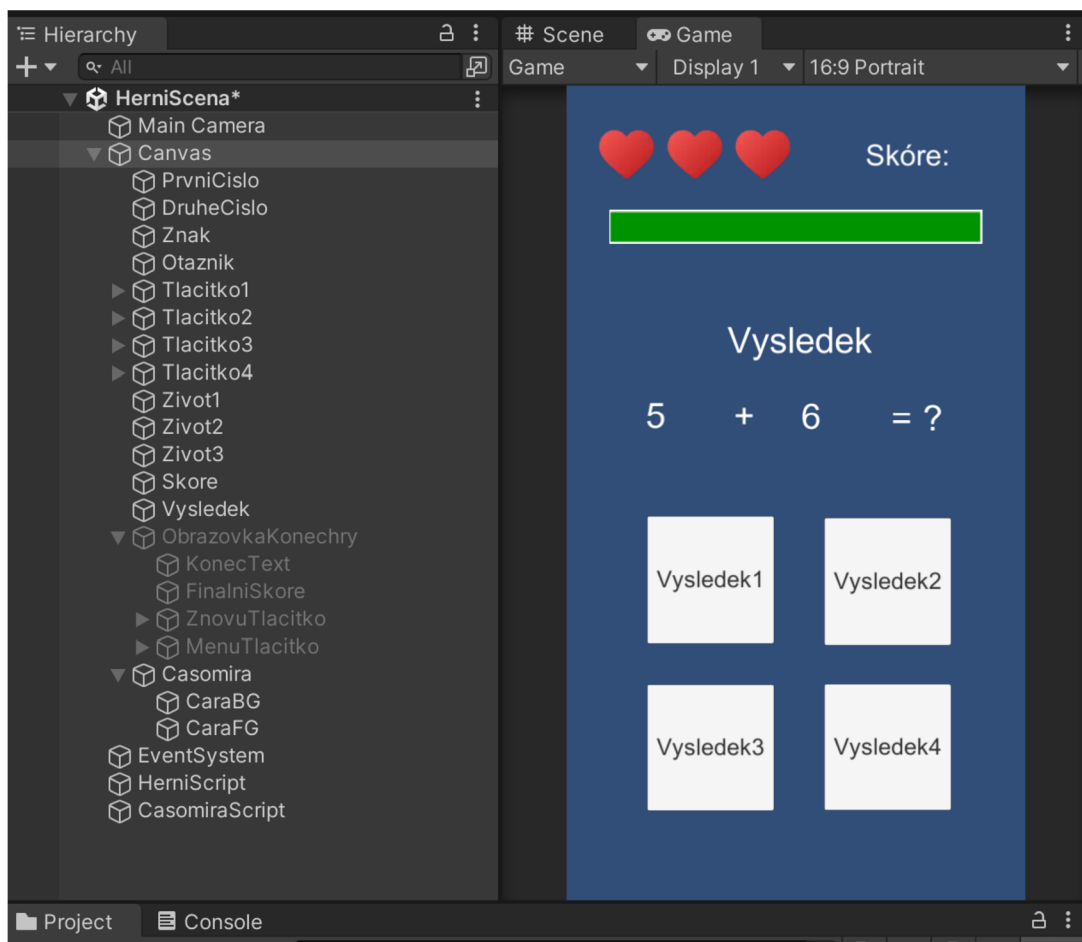 Hierarchy
All
HerniScena*
Main Camera
Canvas
PrvniCislo
DruheCislo
Znak
Otaznik
Tlacitko1
Tlacitko2
Tlacitko3
Tlacitko4
Zivot1
Zivot2
Zivot3
Skore
Vysledek
ObrazovkaKonechry
KonecText
FinalniSkore
ZnovuTlacitko
MenuTlacitko
Casomira
CaraBG
CaraFG
EventSystem
HerniScript
CasomiraScript
# Scene Game
Game Display 1 16:9 Portrait
Skóre:
Vysledek
5 + 6 = ?
Vysledek1 Vysledek2
Vysledek3 Vysledek4
Project Console